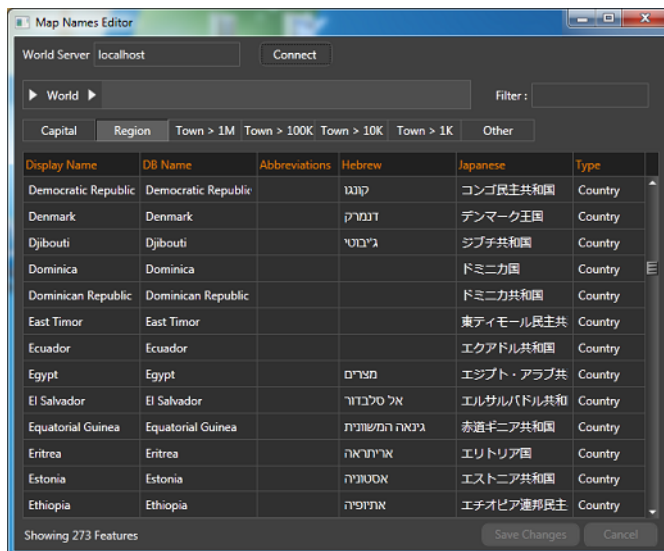 Map Names Editor
World Server localhost Connect
World Filter :
Capital Region Town > 1M Town > 100K Town > 10K Town > 1K Other
Display Name DB Name Abbreviations Hebrew Japanese Type
Democratic Republic Democratic Republic קונגו コンゴ民主共和国 Country
Denmark Denmark דנמרק デンマーク王国 Country
Djibouti Djibouti ג'יבוטי ジブチ共和国 Country
Dominica Dominica ドミニカ国 Country
Dominican Republic Dominican Republic ドミニカ共和国 Country
East Timor East Timor 東ティモール民主共 Country
Ecuador Ecuador エクアドル共和国 Country
Egypt Egypt מצרים エジプト・アラブ共 Country
El Salvador El Salvador אל סלבדור エルサルバドル共和 Country
Equatorial Guinea Equatorial Guinea גינאה המשוונית 赤道ギニア共和国 Country
Eritrea Eritrea אריתראה エリトリア国 Country
Estonia Estonia אסטוניה エストニア共和国 Country
Ethiopia Ethiopia אתיופיה エチオピア連邦民主 Country
Showing 273 Features Save Changes Cancel